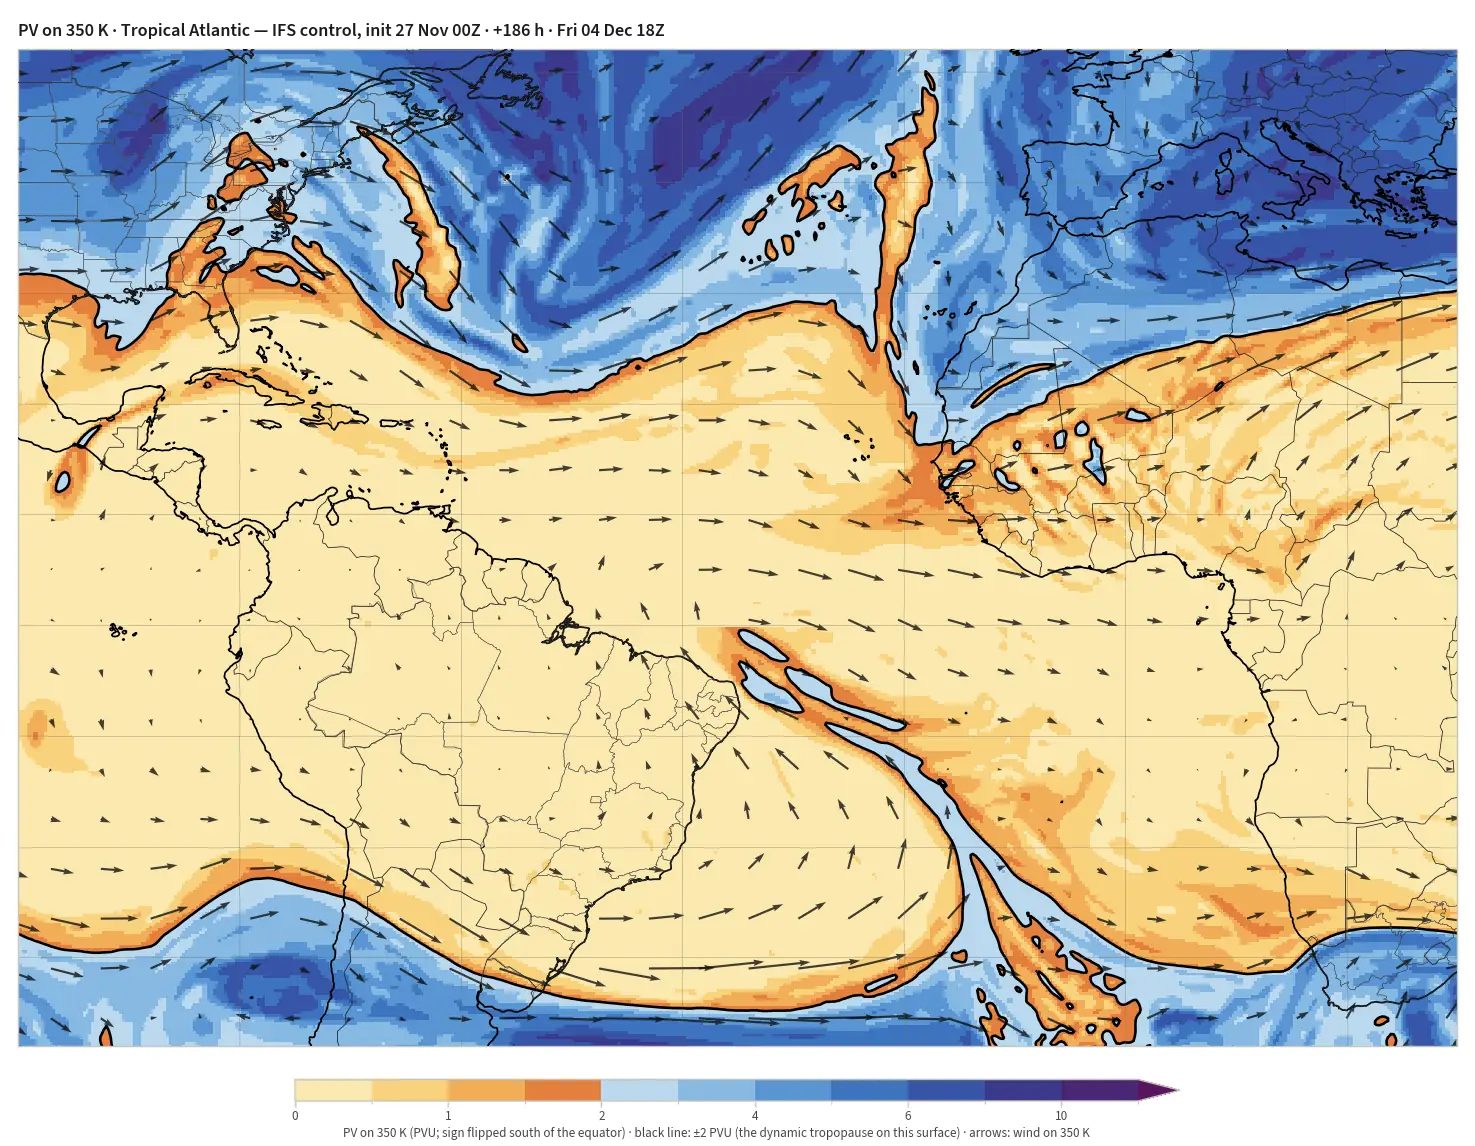 PV on 350 K · Tropical Atlantic — IFS control, init 27 Nov 00Z · +186 h · Fri 04 Dec 18Z
0 1 2 4 6 10
PV on 350 K (PVU; sign flipped south of the equator) · black line: ±2 PVU (the dynamic tropopause on this surface) · arrows: wind on 350 K